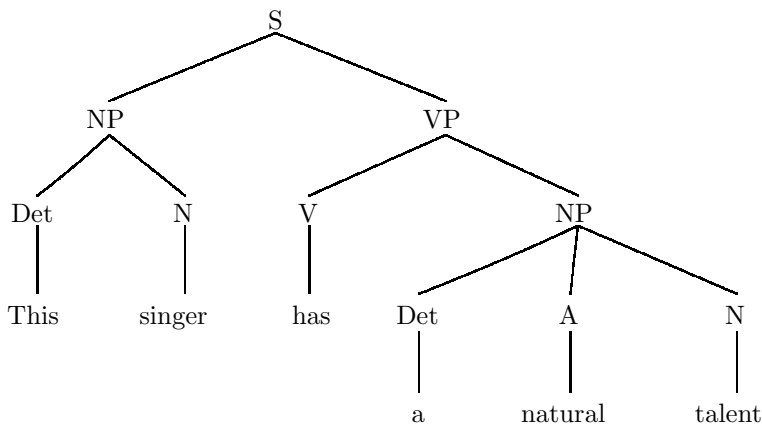 S
NP VP
Det N V NP
This singer has Det A N
a natural talent